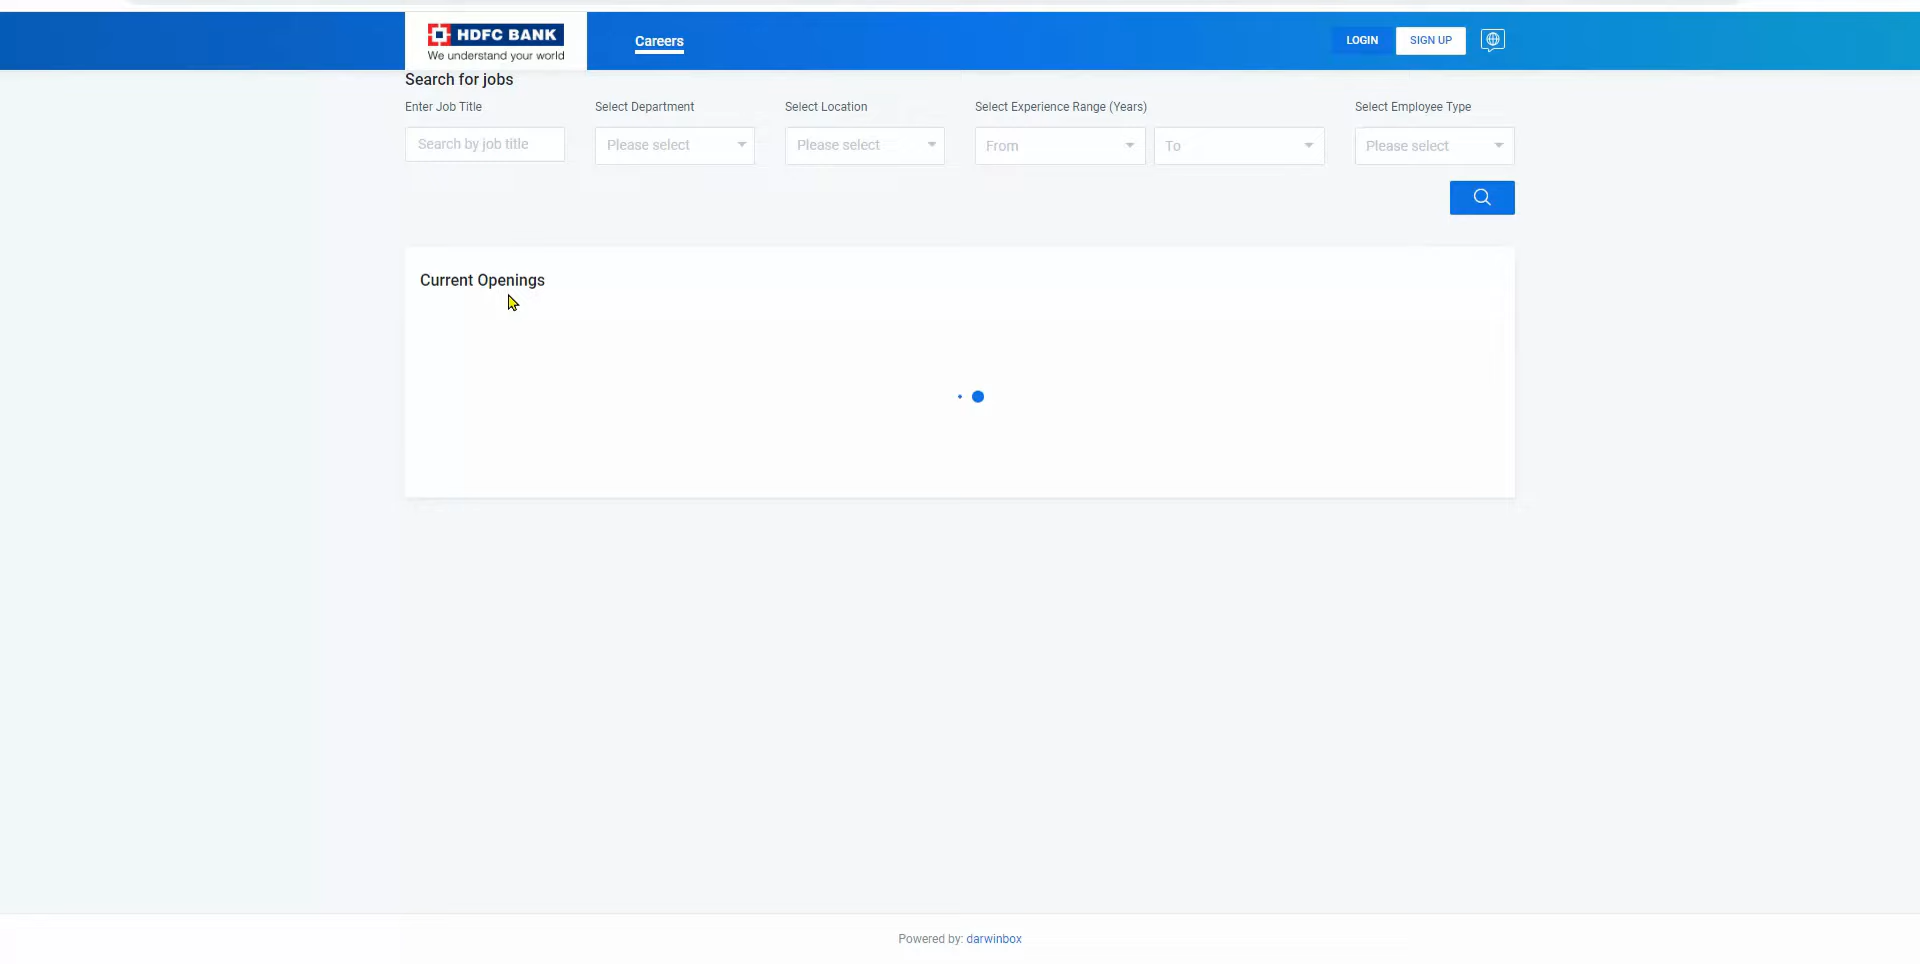 HDFC BANK
We understand your world
Careers
LOGIN
SIGN UP
Search for jobs
Enter Job Title
Select Department
Select Location
Select Experience Range (Years)
Select Employee Type
Search by job title
Please select
Please select
From
To
Please select
Current Openings
Powered by: darwinbox